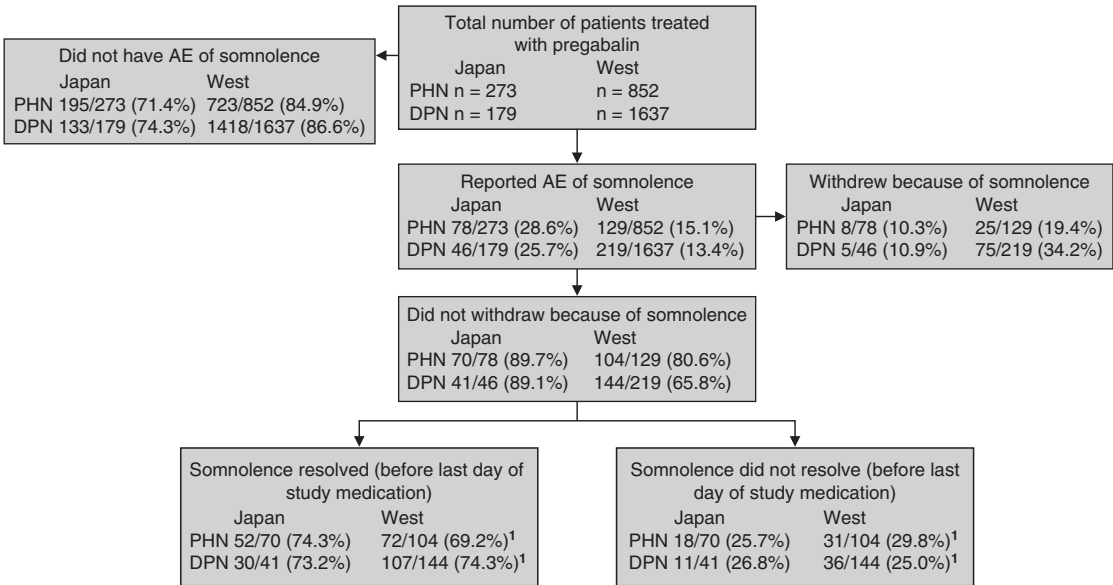 Total number of patients treated
with pregabalin
Japan West
PHN n = 273 n = 852
DPN n = 179 n = 1637
Did not have AE of somnolence
Japan West
PHN 195/273 (71.4%) 723/852 (84.9%)
DPN 133/179 (74.3%) 1418/1637 (86.6%)
Reported AE of somnolence
Japan West
PHN 78/273 (28.6%) 129/852 (15.1%)
DPN 46/179 (25.7%) 219/1637 (13.4%)
Withdrew because of somnolence
Japan West
PHN 8/78 (10.3%) 25/129 (19.4%)
DPN 5/46 (10.9%) 75/219 (34.2%)
Did not withdraw because of somnolence
Japan West
PHN 70/78 (89.7%) 104/129 (80.6%)
DPN 41/46 (89.1%) 144/219 (65.8%)
Somnolence resolved (before last day of
study medication)
Japan West
PHN 52/70 (74.3%) 72/104 (69.2%)¹
DPN 30/41 (73.2%) 107/144 (74.3%)¹
Somnolence did not resolve (before last
day of study medication)
Japan West
PHN 18/70 (25.7%) 31/104 (29.8%)¹
DPN 11/41 (26.8%) 36/144 (25.0%)¹